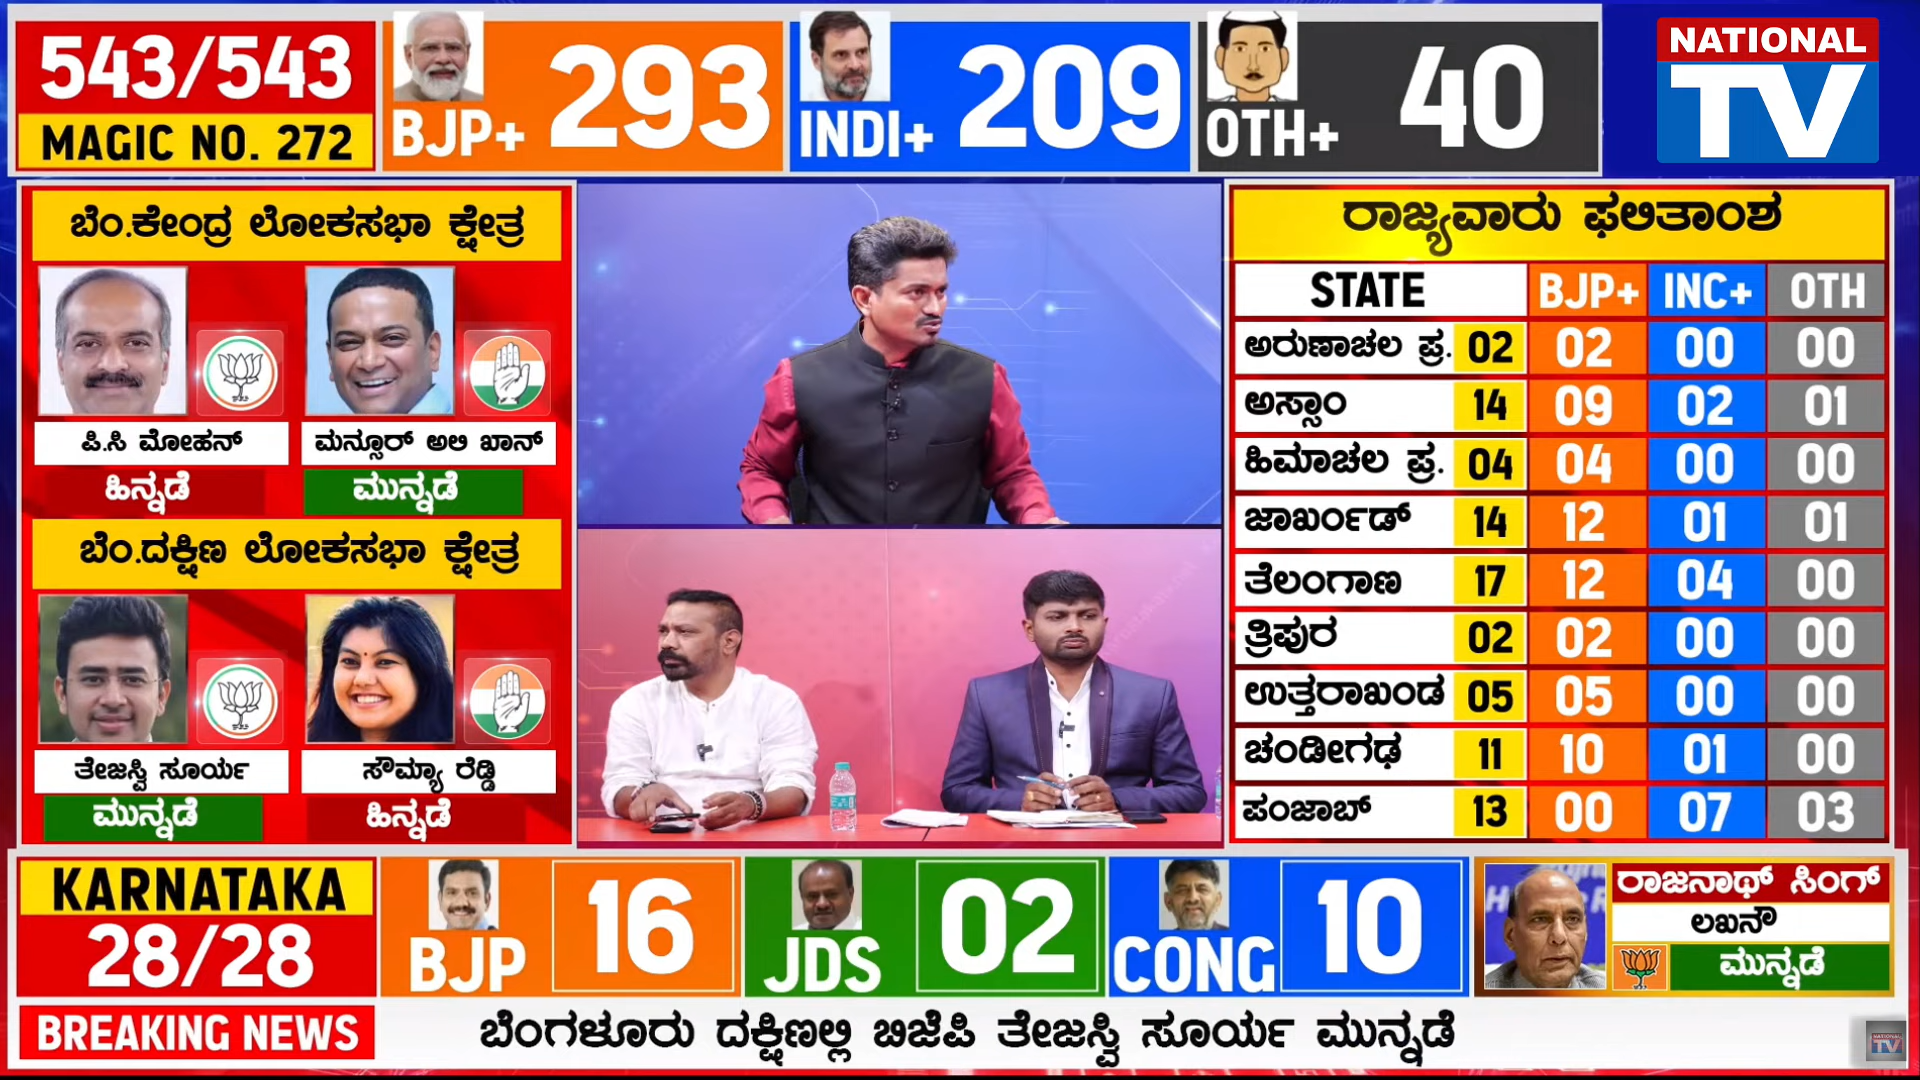 543/543
MAGIC NO. 272
BJP+ 293
INDI+ 209
OTH+ 40
NATIONAL
TV
ಬೆಂ.ಕೇಂದ್ರ ಲೋಕಸಭಾ ಕ್ಷೇತ್ರ
ಪಿ.ಸಿ ಮೋಹನ್
ಮನ್ಸೂರ್ ಅಲಿ ಖಾನ್
ಹಿನ್ನಡೆ
ಮುನ್ನಡೆ
ಬೆಂ.ದಕ್ಷಿಣ ಲೋಕಸಭಾ ಕ್ಷೇತ್ರ
ತೇಜಸ್ವಿ ಸೂರ್ಯ
ಸೌಮ್ಯಾ ರೆಡ್ಡಿ
ಮುನ್ನಡೆ
ಹಿನ್ನಡೆ
ರಾಜ್ಯವಾರು ಫಲಿತಾಂಶ
STATE BJP+ INC+ OTH
ಅರುಣಾಚಲ ಪ್ರ. 02 02 00 00
ಅಸ್ಸಾಂ 14 09 02 01
ಹಿಮಾಚಲ ಪ್ರ. 04 04 00 00
ಜಾರ್ಖಂಡ್ 14 12 01 01
ತೆಲಂಗಾಣ 17 12 04 00
ತ್ರಿಪುರ 02 02 00 00
ಉತ್ತರಾಖಂಡ 05 05 00 00
ಚಂಡೀಗಢ 11 10 01 00
ಪಂಜಾಬ್ 13 00 07 03
KARNATAKA
28/28
BJP 16
JDS 02
CONG 10
ರಾಜನಾಥ್ ಸಿಂಗ್
ಲಖನೌ
ಮುನ್ನಡೆ
BREAKING NEWS
ಬೆಂಗಳೂರು ದಕ್ಷಿಣಲ್ಲಿ ಬಿಜೆಪಿ ತೇಜಸ್ವಿ ಸೂರ್ಯ ಮುನ್ನಡೆ
NATIONAL
TV